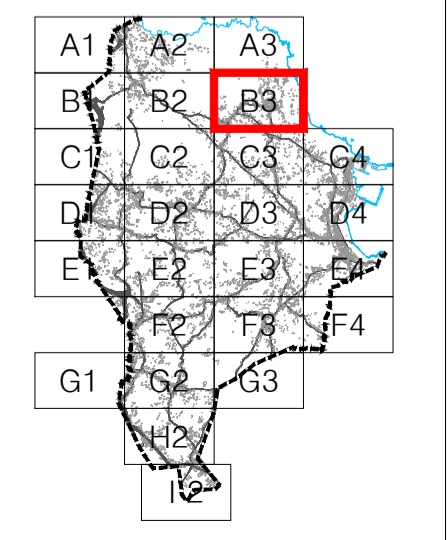 A1 A2 A3
B1 B2 B3
C1 C2 C3 C4
D1 D2 D3 D4
E1 E2 E3 E4
F2 F3 F4
G1 G2 G3
H2
I2